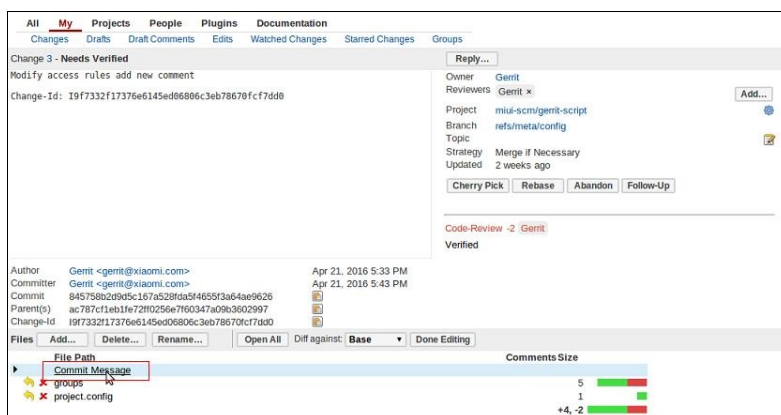 All My Projects People Plugins Documentation
Changes Drafts Draft Comments Edits Watched Changes Starred Changes Groups
Change 3 - Needs Verified
Reply...
Modify access rules add new comment
Change-Id: I9f7332f17376e6145ed06806c3eb78670fcf7dd0
Owner Gerrit
Reviewers Gerrit ×
Add...
Project miui-scm/gerrit-script
Branch refs/meta/config
Topic
Strategy Merge if Necessary
Updated 2 weeks ago
Cherry Pick Rebase Abandon Follow-Up
Code-Review -2 Gerrit
Verified
Author Gerrit <gerrit@xiaomi.com> Apr 21, 2016 5:33 PM
Committer Gerrit <gerrit@xiaomi.com> Apr 21, 2016 5:43 PM
Commit 845758b2d9d5c167a528fda5f4655f3a64ae9626
Parent(s) ac787cf1eb1fe72ff0256e7f60347a09b3602997
Change-Id I9f7332f17376e6145ed06806c3eb78670fcf7dd0
Files Add... Delete... Rename... Open All Diff against: Base Done Editing
File Path Comments Size
Commit Message
groups 5
project.config 1
+4, -2